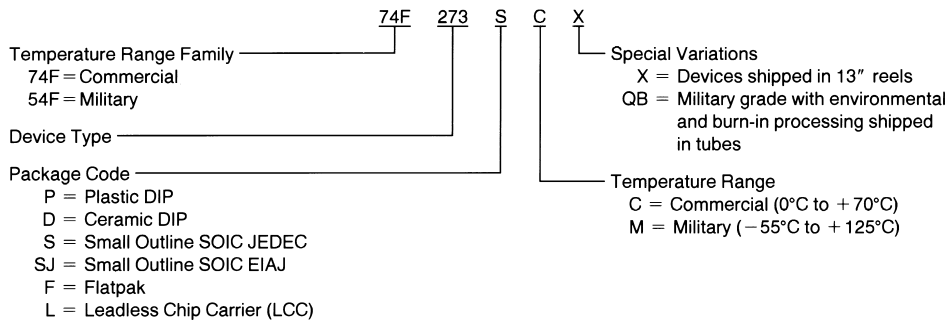 74F 273 S C X
Temperature Range Family
74F = Commercial
54F = Military
Device Type
Package Code
P = Plastic DIP
D = Ceramic DIP
S = Small Outline SOIC JEDEC
SJ = Small Outline SOIC EIAJ
F = Flatpak
L = Leadless Chip Carrier (LCC)
Special Variations
X = Devices shipped in 13″ reels
QB = Military grade with environmental
and burn-in processing shipped
in tubes
Temperature Range
C = Commercial (0°C to +70°C)
M = Military (−55°C to +125°C)